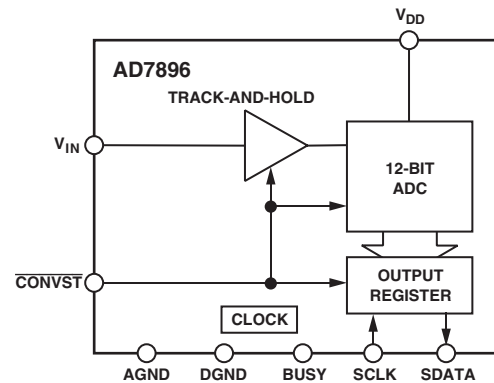 VDD
AD7896
TRACK-AND-HOLD
VIN
12-BIT
ADC
CONVST
OUTPUT
REGISTER
CLOCK
AGND DGND BUSY SCLK SDATA